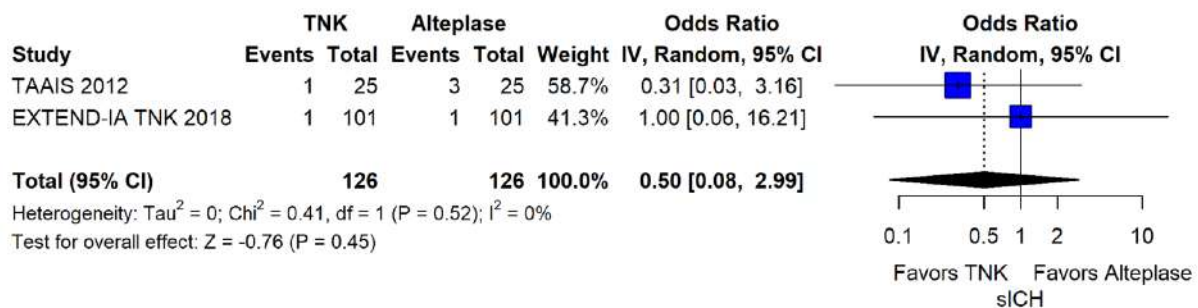 TNK Alteplase Odds Ratio Odds Ratio
Study Events Total Events Total Weight IV, Random, 95% CI IV, Random, 95% CI
TAAIS 2012 1 25 3 25 58.7% 0.31 [0.03, 3.16]
EXTEND-IA TNK 2018 1 101 1 101 41.3% 1.00 [0.06, 16.21]
Total (95% CI) 126 126 100.0% 0.50 [0.08, 2.99]
Heterogeneity: Tau² = 0; Chi² = 0.41, df = 1 (P = 0.52); I² = 0%
Test for overall effect: Z = -0.76 (P = 0.45)
0.1 0.5 1 2 10
Favors TNK Favors Alteplase
sICH